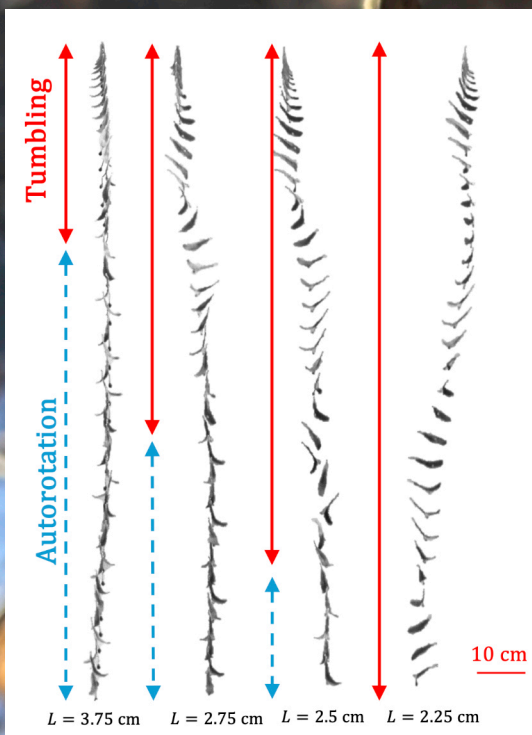 Tumbling
Autorotation
10 cm
L = 3.75 cm
L = 2.75 cm
L = 2.5 cm
L = 2.25 cm